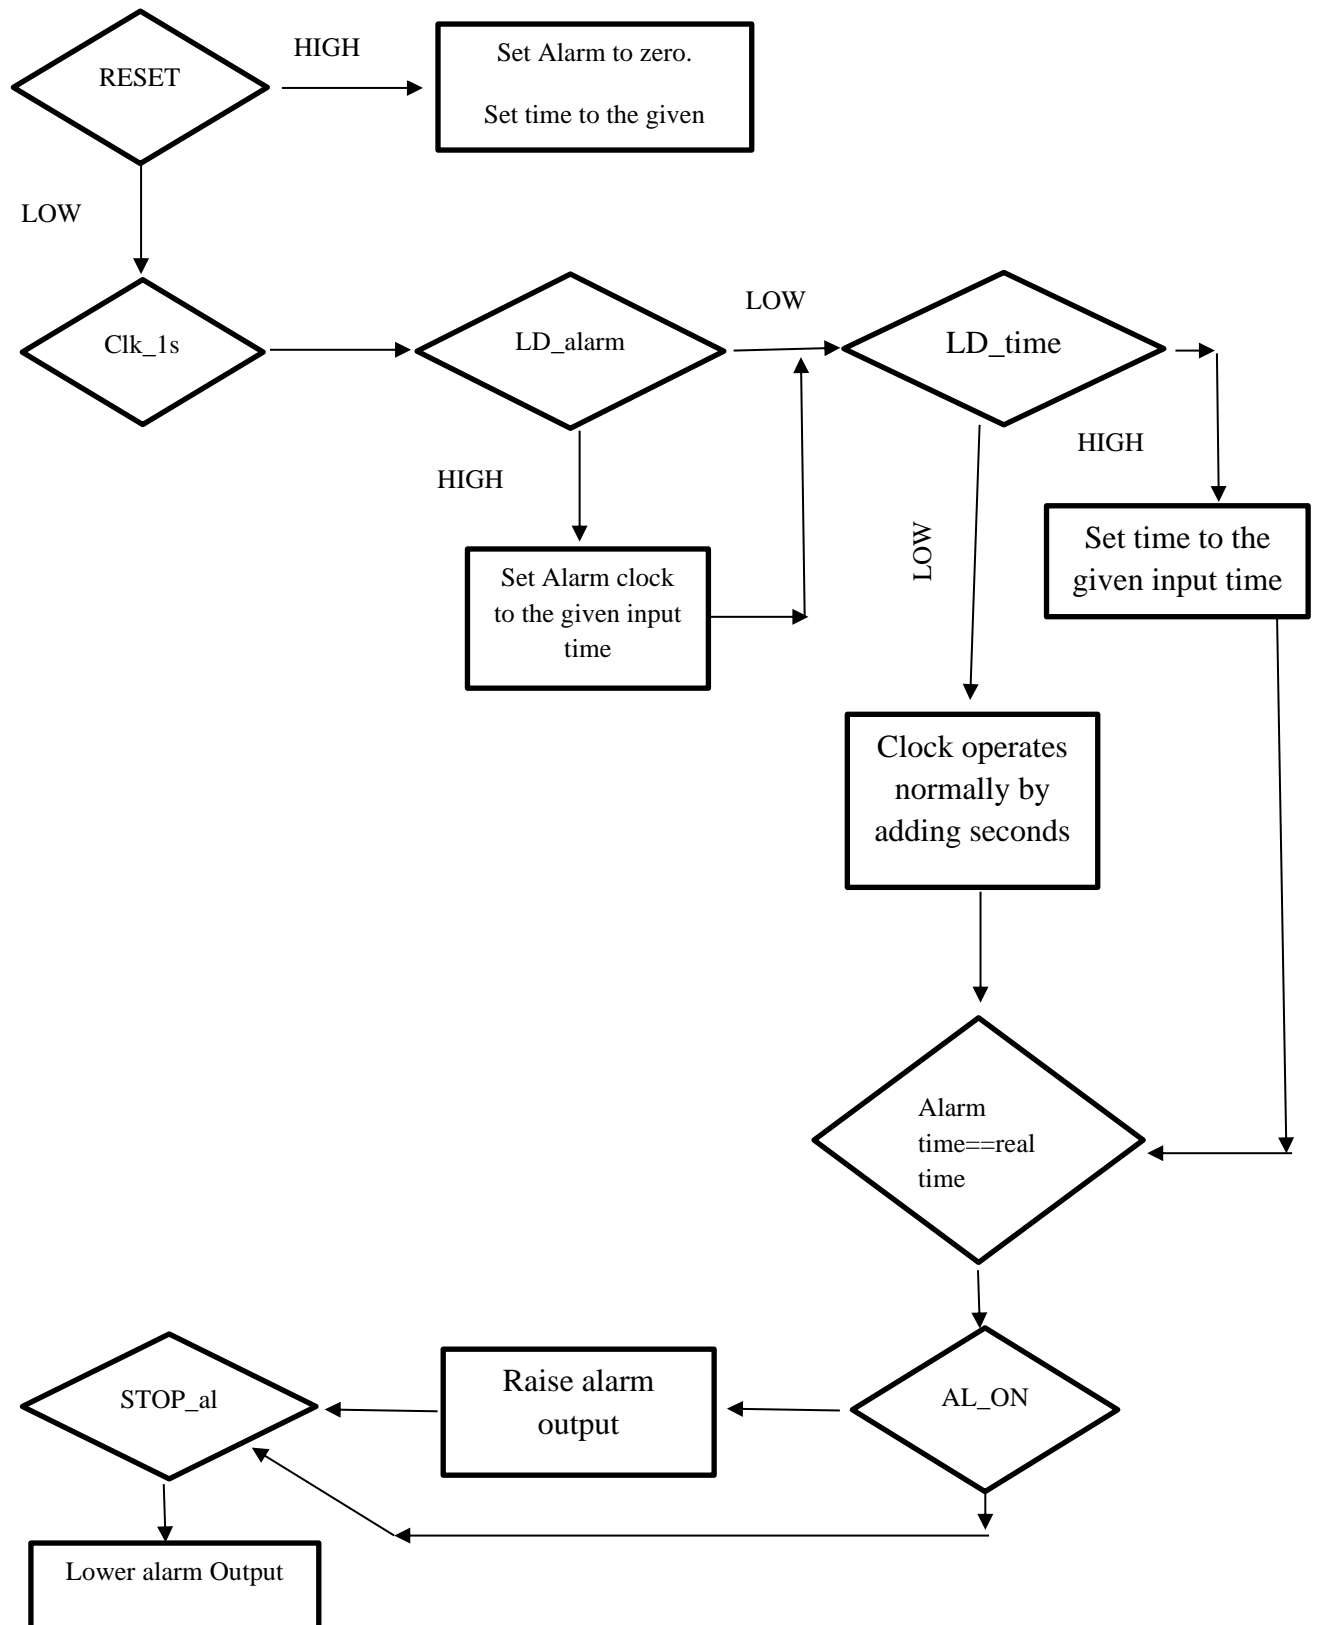 RESET
HIGH
Set Alarm to zero.
Set time to the given
LOW
Clk_1s
LD_alarm
LOW
LD_time
HIGH
HIGH
LOW
Set Alarm clock
to the given input
time
Set time to the
given input time
Clock operates
normally by
adding seconds
Alarm
time==real
time
AL_ON
Raise alarm
output
STOP_al
Lower alarm Output